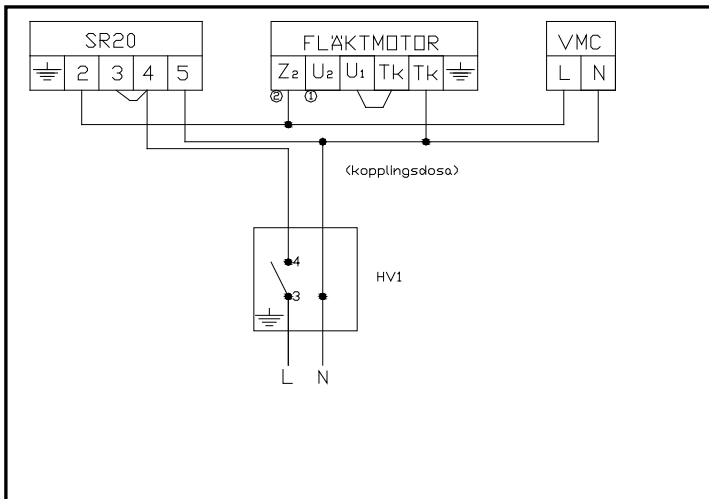 SR20 FLÄKTMOTOR VMC
2 3 4 5 Z2 U2 U1 Tk Tk L N
2 1
(kopplingsdosa)
4
HV1
3
L N